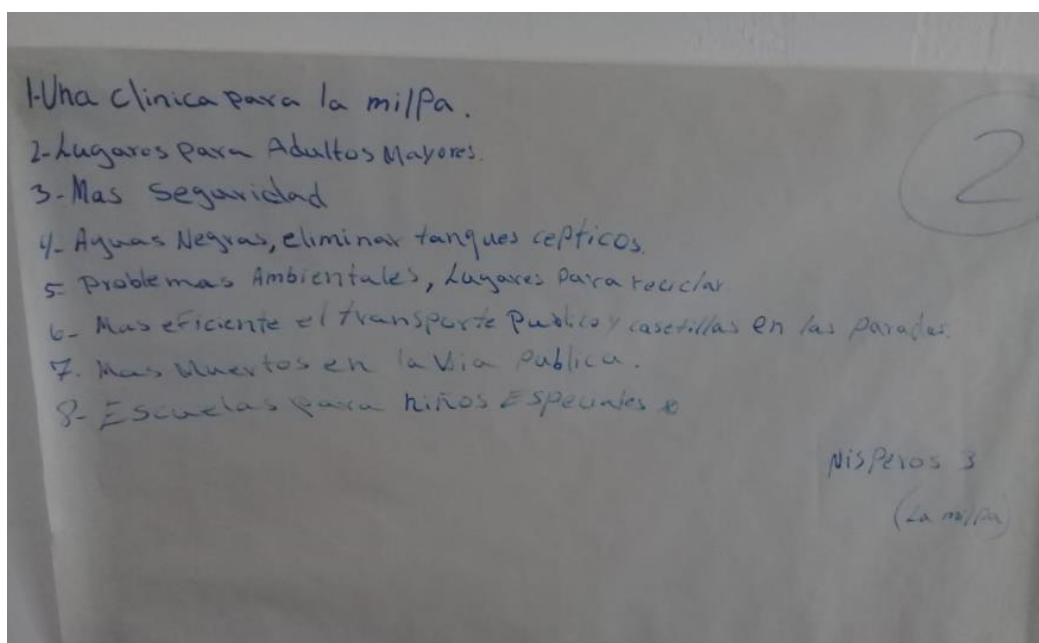 1-Una clinica para la milpa.
2-Lugares para Adultos Mayores.
3-Mas Seguridad
4- Aguas Negras, eliminar tanques cepticos.
5- Problemas Ambientales, Lugares para reciclar
6- Mas eficiente el transporte Publico y casetillas en las paradas.
7. Mas Muertos en la Via publica.
8- Escuelas para niños Especiales
2
Nisperos 3
(La milpa)